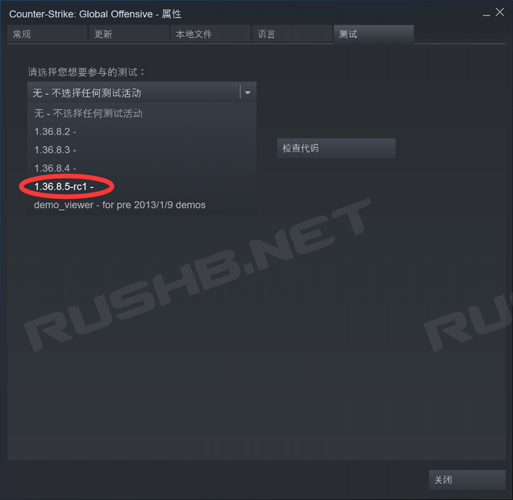 Counter-Strike: Global Offensive - 属性
常规 更新 本地文件 语言 测试
请选择您想要参与的测试：
无 - 不选择任何测试活动
无 - 不选择任何测试活动
1.36.8.2 -
1.36.8.3 -
检查代码
1.36.8.4 -
1.36.8.5-rc1 -
demo_viewer - for pre 2013/1/9 demos
RUSHB.NET
RUSHB
关闭